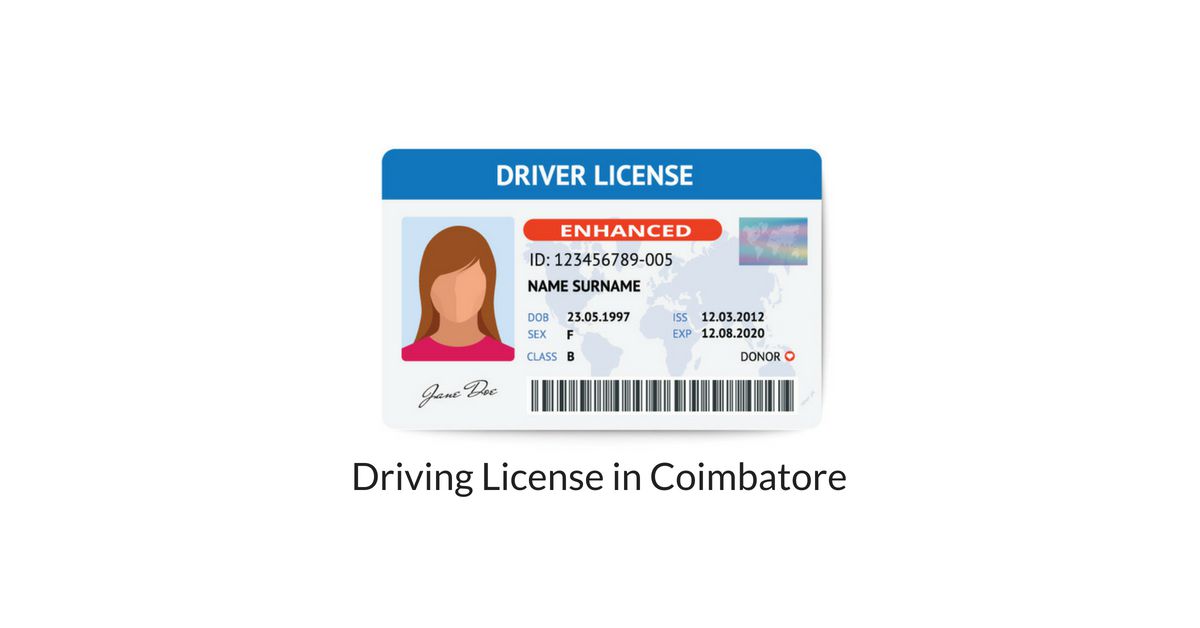 DRIVER LICENSE
ENHANCED
ID: 123456789-005
NAME SURNAME
DOB 23.05.1997 ISS 12.03.2012
SEX F EXP 12.08.2020
CLASS B DONOR
Jane Doe
Driving License in Coimbatore